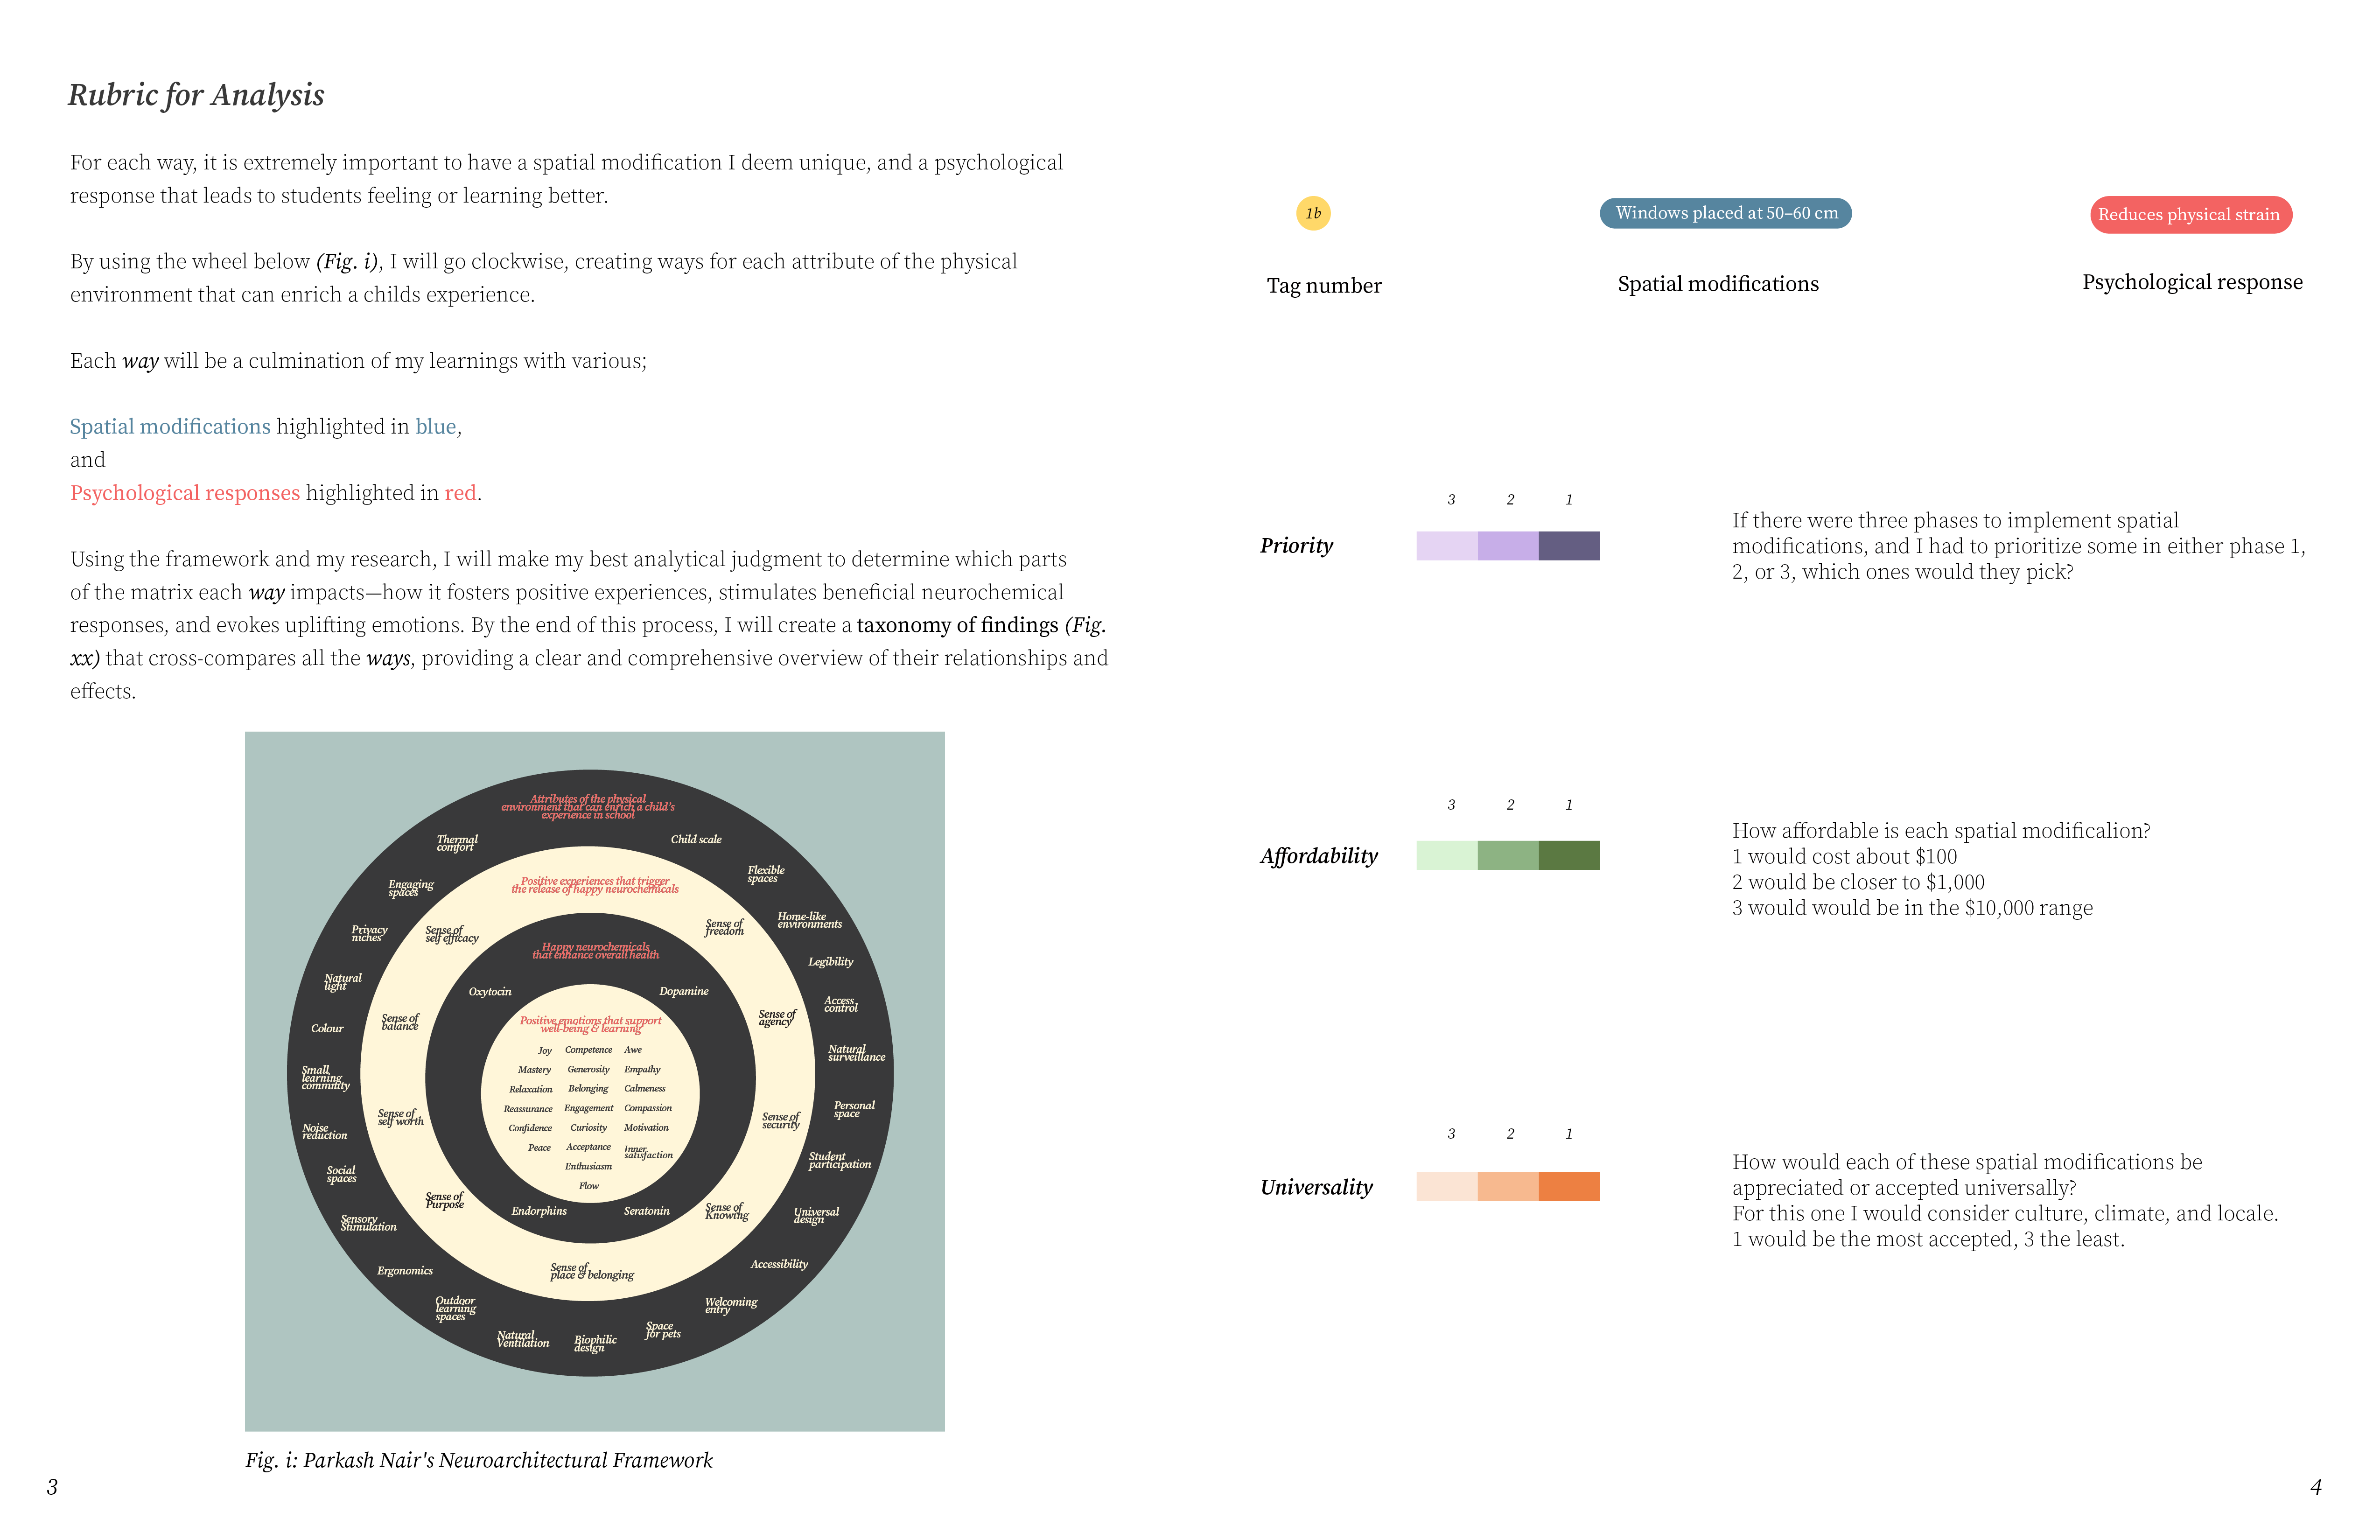 Rubric for Analysis
For each way, it is extremely important to have a spatial modification I deem unique, and a psychological
response that leads to students feeling or learning better.
By using the wheel below (Fig. i), I will go clockwise, creating ways for each attribute of the physical
environment that can enrich a childs experience.
Each way will be a culmination of my learnings with various;
Spatial modifications highlighted in blue,
and
Psychological responses highlighted in red.
Using the framework and my research, I will make my best analytical judgment to determine which parts
of the matrix each way impacts—how it fosters positive experiences, stimulates beneficial neurochemical
responses, and evokes uplifting emotions. By the end of this process, I will create a taxonomy of findings (Fig.
xx) that cross-compares all the ways, providing a clear and comprehensive overview of their relationships and
effects.
Attributes of the physical
environment that can enrich a child's
experience in school
Child scale
Flexible
spaces
Home-like
environments
Legibility
Access
control
Natural
surveillance
Personal
space
Student
participation
Universal
design
Accessibility
Welcoming
entry
Space
for pets
Biophilic
design
Natural
Ventilation
Outdoor
learning
spaces
Ergonomics
Sensory
Stimulation
Social
spaces
Noise
reduction
Small
learning
commnity
Colour
Natural
light
Privacy
niches
Engaging
spaces
Thermal
comfort
Positive experiences that trigger
the release of happy neurochemicals
Sense of
freedom
Sense of
agency
Sense of
security
Sense of
Knowing
Sense of
place & belonging
Sense of
Purpose
Sense of
self worth
Sense of
balance
Sense of
self efficacy
Happy neurochemicals
that enhance overall health
Oxytocin
Dopamine
Endorphins
Seratonin
Positive emotions that support
well-being & learning
Joy Competence Awe
Mastery Generosity Empathy
Relaxation Belonging Calmeness
Reassurance Engagement Compassion
Confidence Curiosity Motivation
Peace Acceptance Inner
satisfaction
Enthusiasm
Flow
Fig. i: Parkash Nair's Neuroarchitectural Framework
3
1b
Windows placed at 50–60 cm
Reduces physical strain
Tag number
Spatial modifications
Psychological response
3 2 1
Priority
If there were three phases to implement spatial
modifications, and I had to prioritize some in either phase 1,
2, or 3, which ones would they pick?
3 2 1
Affordability
How affordable is each spatial modificalion?
1 would cost about $100
2 would be closer to $1,000
3 would would be in the $10,000 range
3 2 1
Universality
How would each of these spatial modifications be
appreciated or accepted universally?
For this one I would consider culture, climate, and locale.
1 would be the most accepted, 3 the least.
4